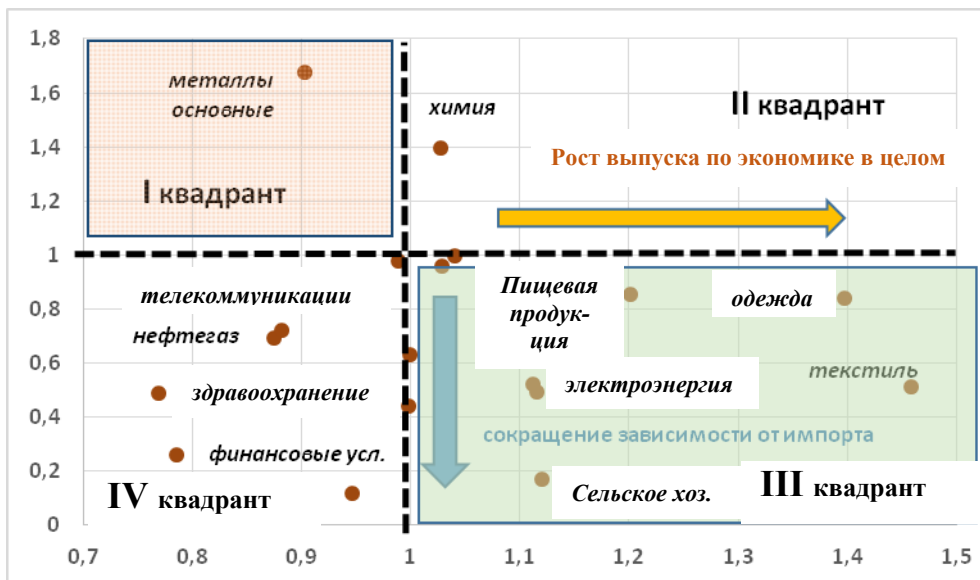 1,8
1,6
1,4
1,2
1
0,8
0,6
0,4
0,2
0
металлы
основные
I квадрант
химия
II квадрант
Рост выпуска по экономике в целом
телекоммуникации
нефтегаз
здравоохранение
финансовые усл.
IV квадрант
Пищевая
продук-
ция
одежда
электроэнергия
текстиль
сокращение зависимости от импорта
Сельское хоз.
III квадрант
0,7 0,8 0,9 1 1,1 1,2 1,3 1,4 1,5